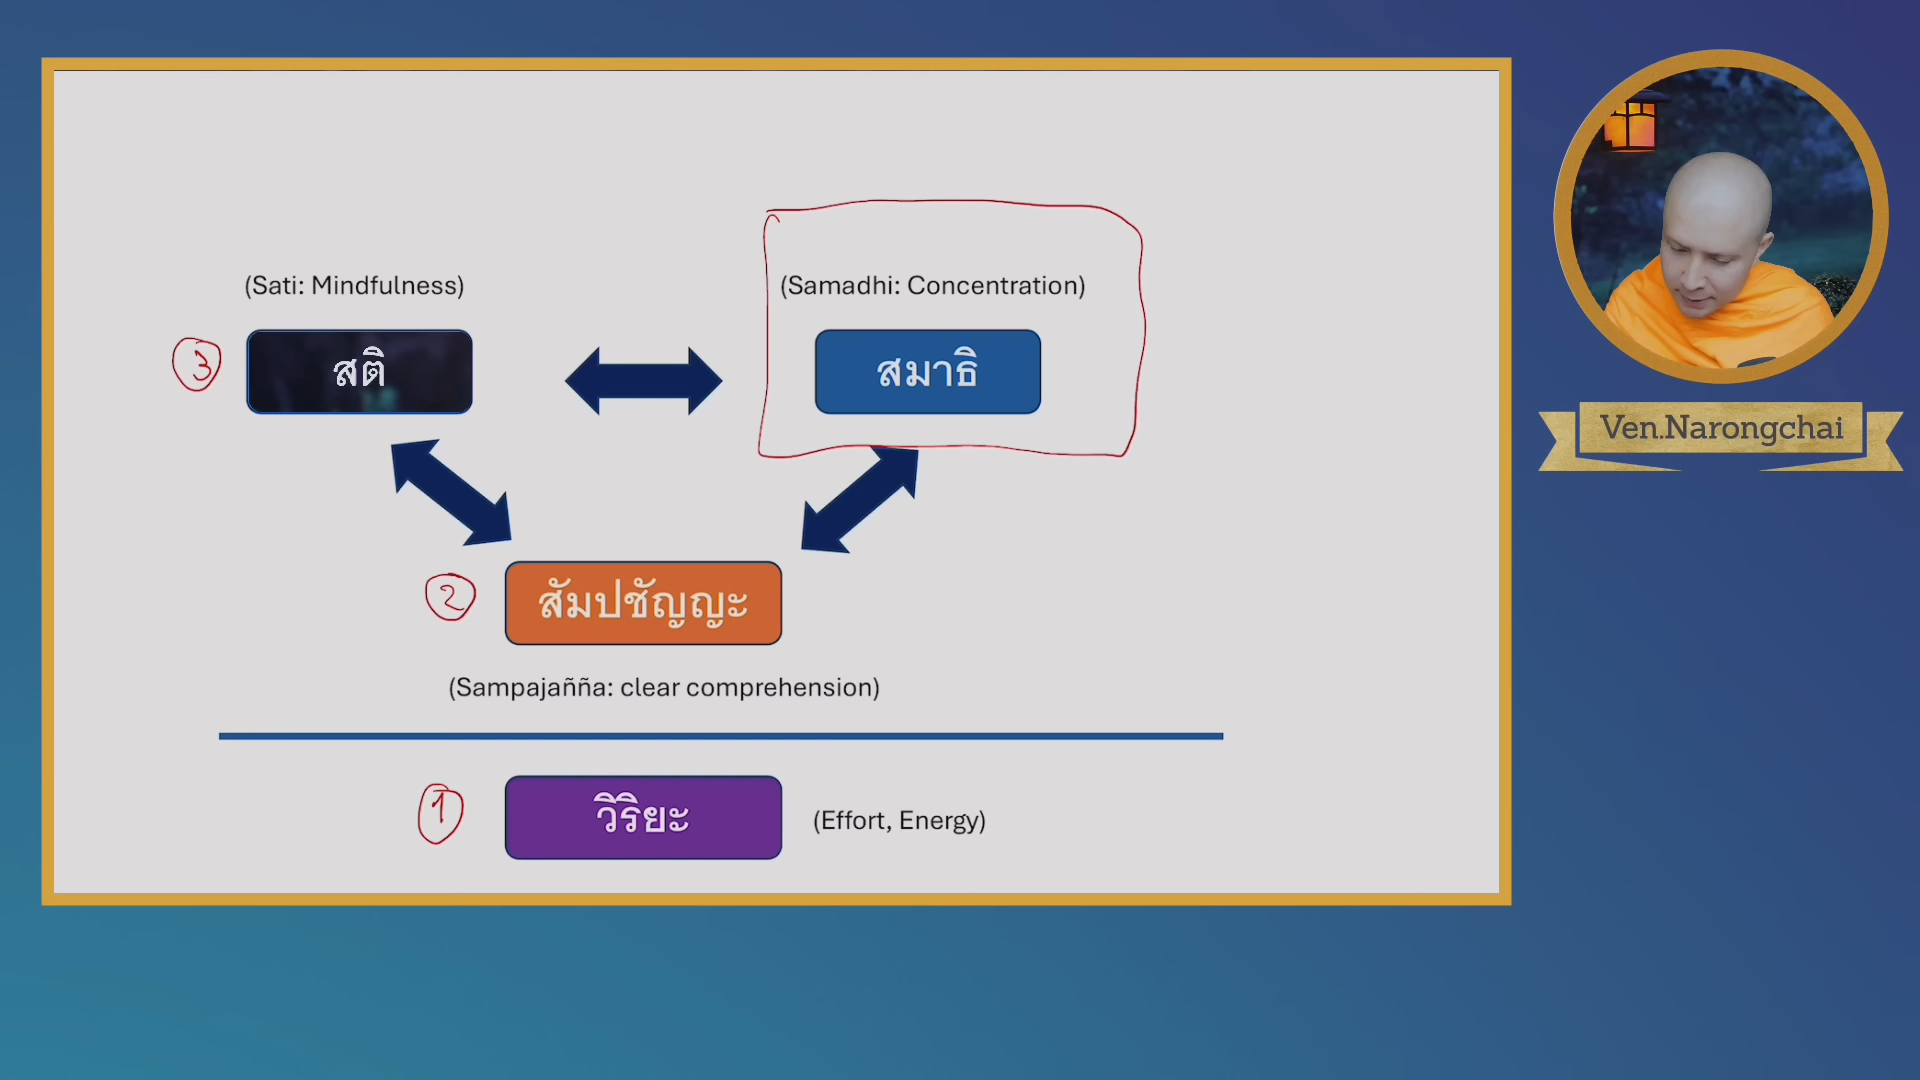 (Sati: Mindfulness)
(Samadhi: Concentration)
3
สติ
สมาธิ
2
สัมปชัญญะ
(Sampajañña: clear comprehension)
1
วิริยะ
(Effort, Energy)
Ven.Narongchai